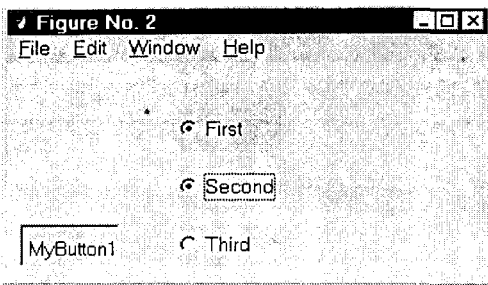 Figure No. 2
File Edit Window Help
First
Second
MyButton1 Third